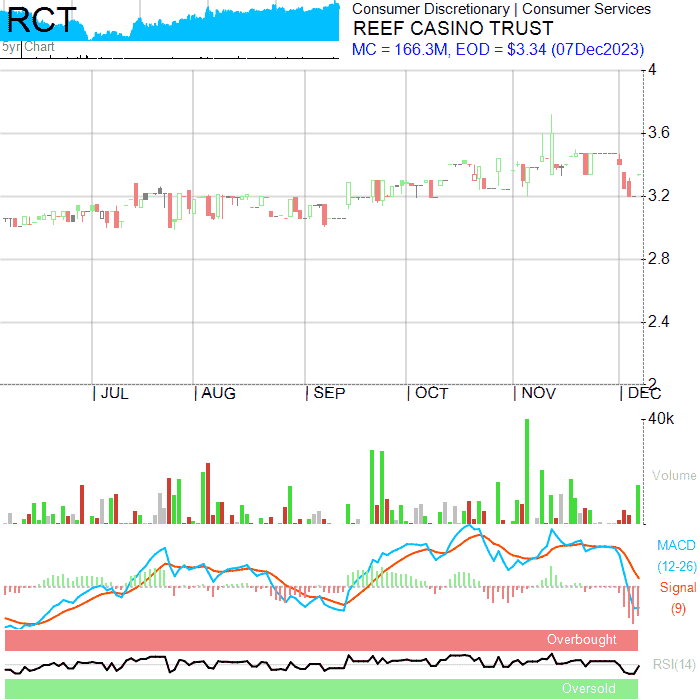 RCT
5yr Chart
Consumer Discretionary | Consumer Services
REEF CASINO TRUST
MC = 166.3M, EOD = $3.34 (07Dec2023)
4
3.6
3.2
2.8
2.4
2
JUL AUG SEP OCT NOV DEC
40k
Volume
MACD
(12-26)
Signal
(9)
Overbought
RSI(14)
Oversold